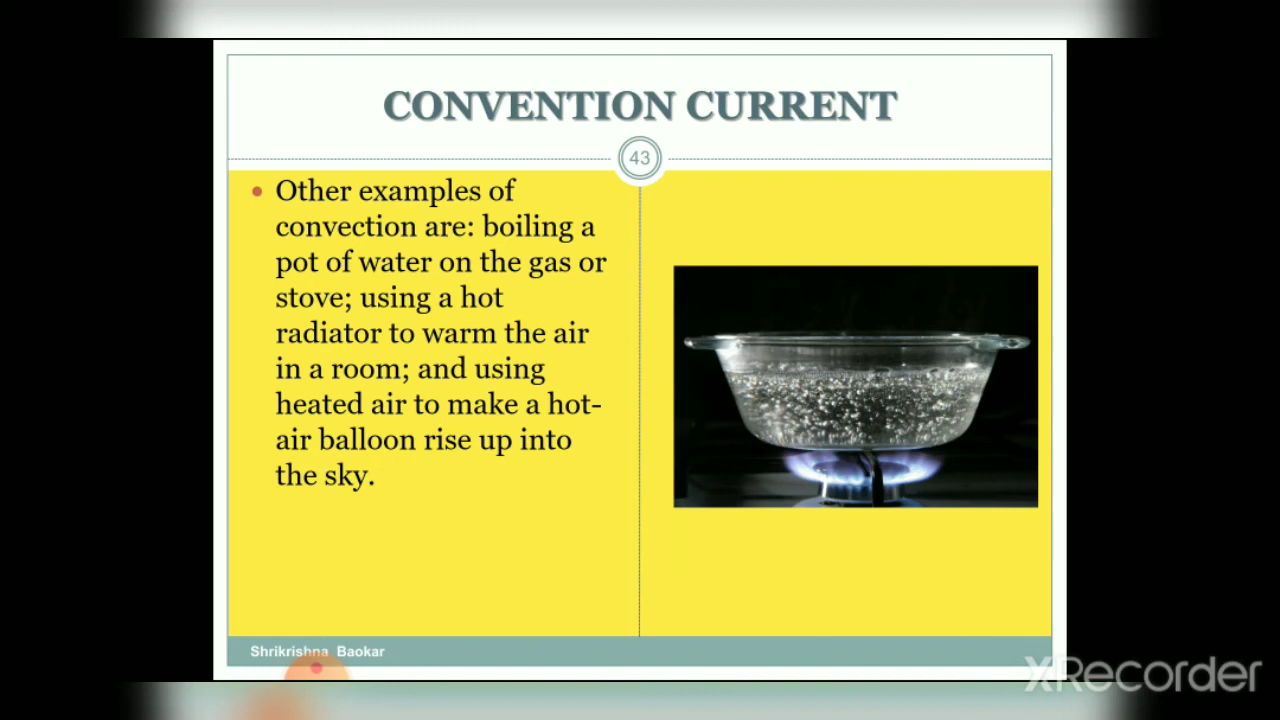 CONVENTION CURRENT
43
Other examples of
convection are: boiling a
pot of water on the gas or
stove; using a hot
radiator to warm the air
in a room; and using
heated air to make a hot-
air balloon rise up into
the sky.
Shrikrishna Baokar
XRecorder